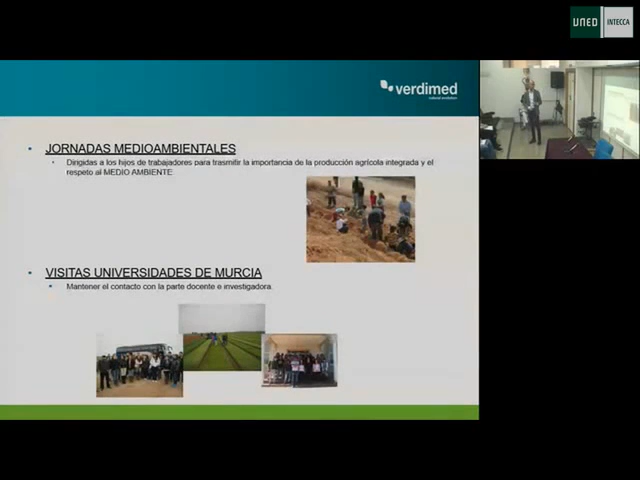 UNED
INTECCA
verdimed
JORNADAS MEDIOAMBIENTALES
Dirigidas a los hijos de trabajadores para trasmitir la importancia de la producción agrícola integrada y el
respeto al MEDIO AMBIENTE
VISITAS UNIVERSIDADES DE MURCIA
Mantener el contacto con la parte docente e investigadora.